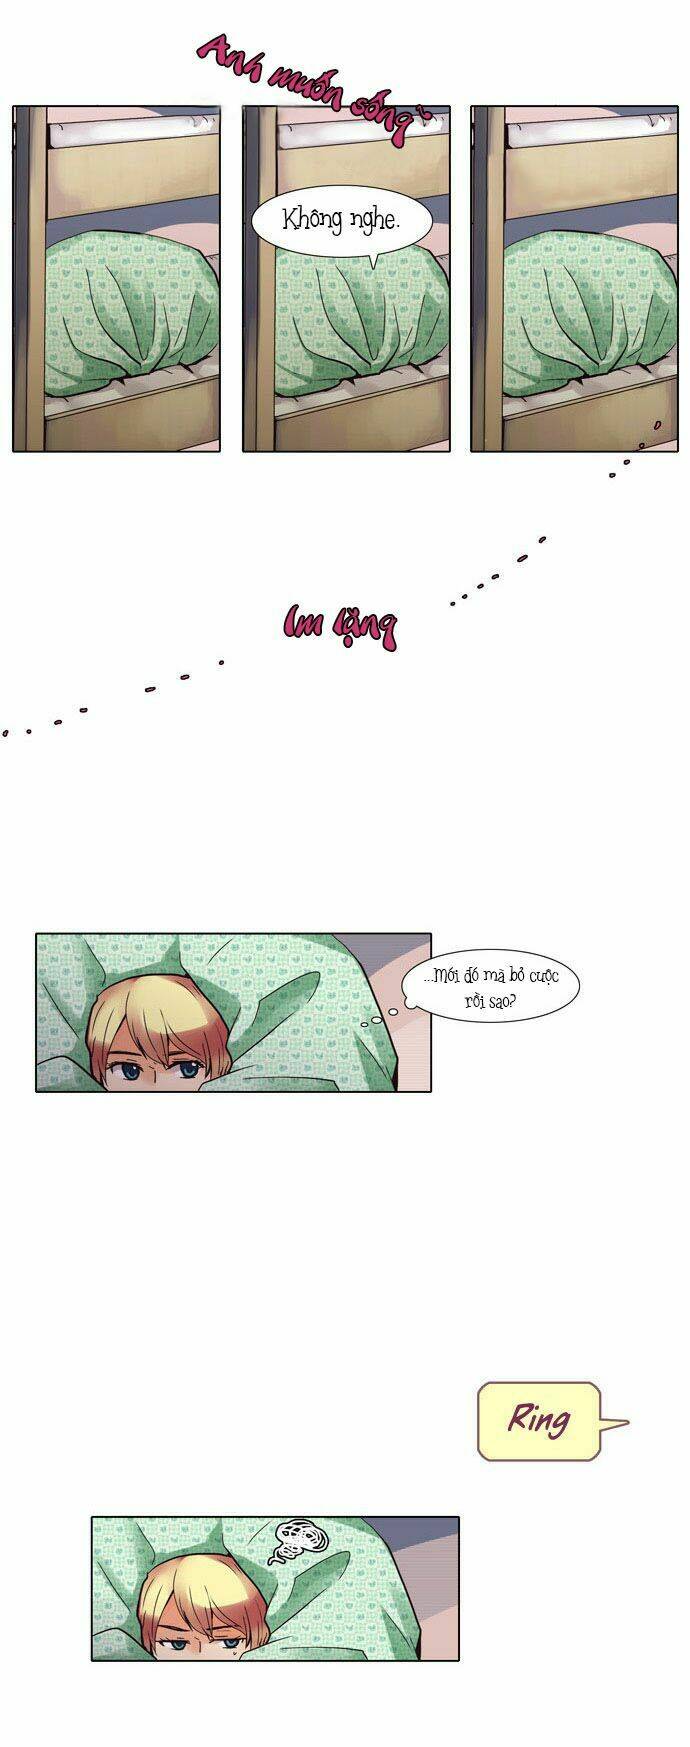 Anh muốn sống~
Không nghe.
Im lặng
...Mới đó mà bỏ cuộc
rồi sao?
Ring